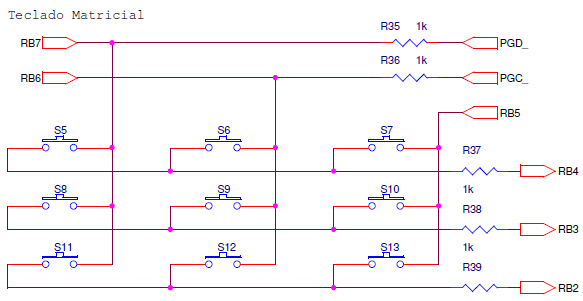 Teclado Matricial
R35 1k
RB7 PGD_
R36 1k
RB6 PGC_
RB5
S5 S6 S7
R37
RB4
1k
S8 S9 S10
R38
RB3
1k
S11 S12 S13
R39
RB2